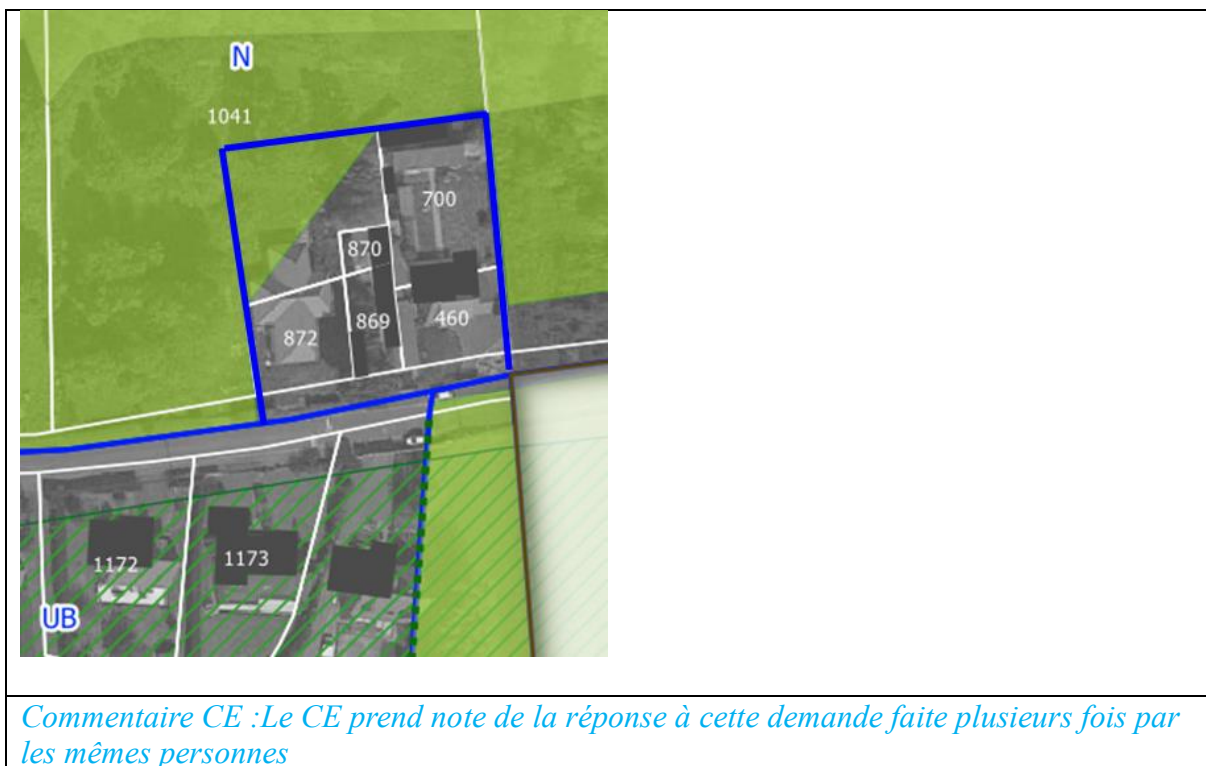 N
1041
700
870
869
460
872
1172
1173
UB
Commentaire CE :Le CE prend note de la réponse à cette demande faite plusieurs fois par
les mêmes personnes